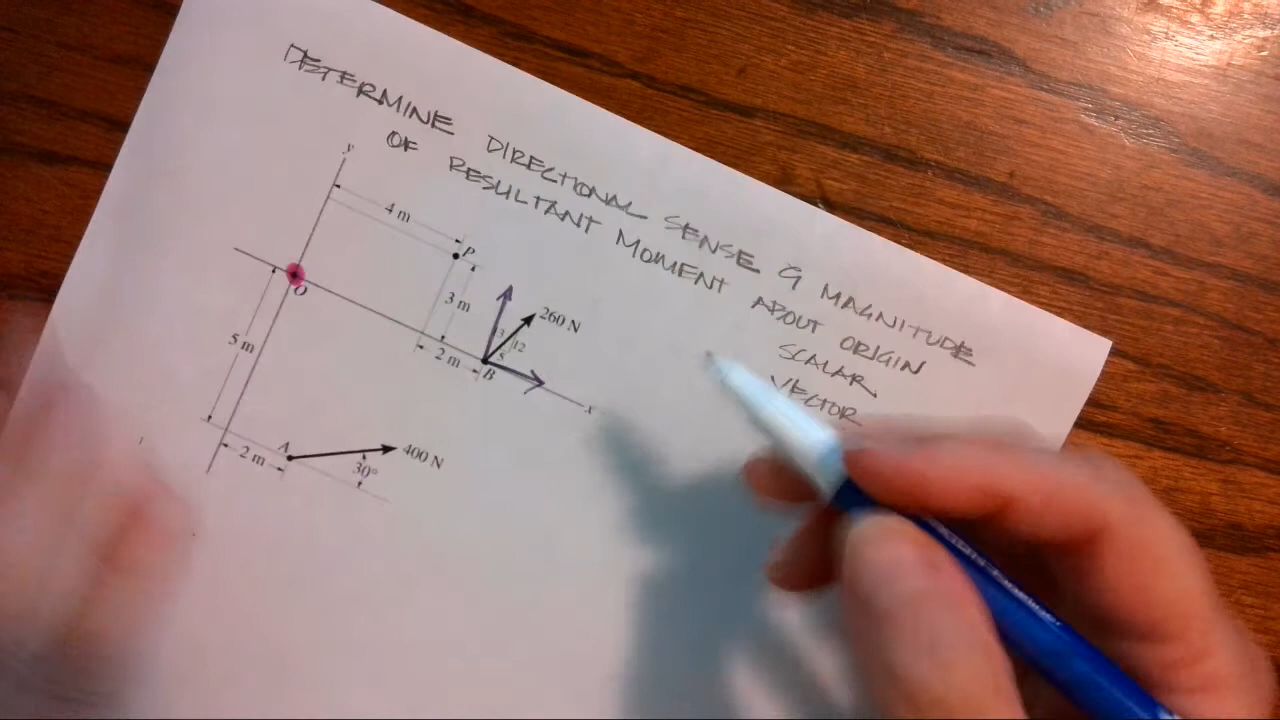 DETERMINE DIRECTIONAL SENSE & MAGNITUDE
OF RESULTANT MOMENT ABOUT ORIGIN
SCALAR
VECTOR
y
4 m
P
O
3 m
260 N
13
12
5
5 m
2 m
B
x
A
400 N
2 m
30°